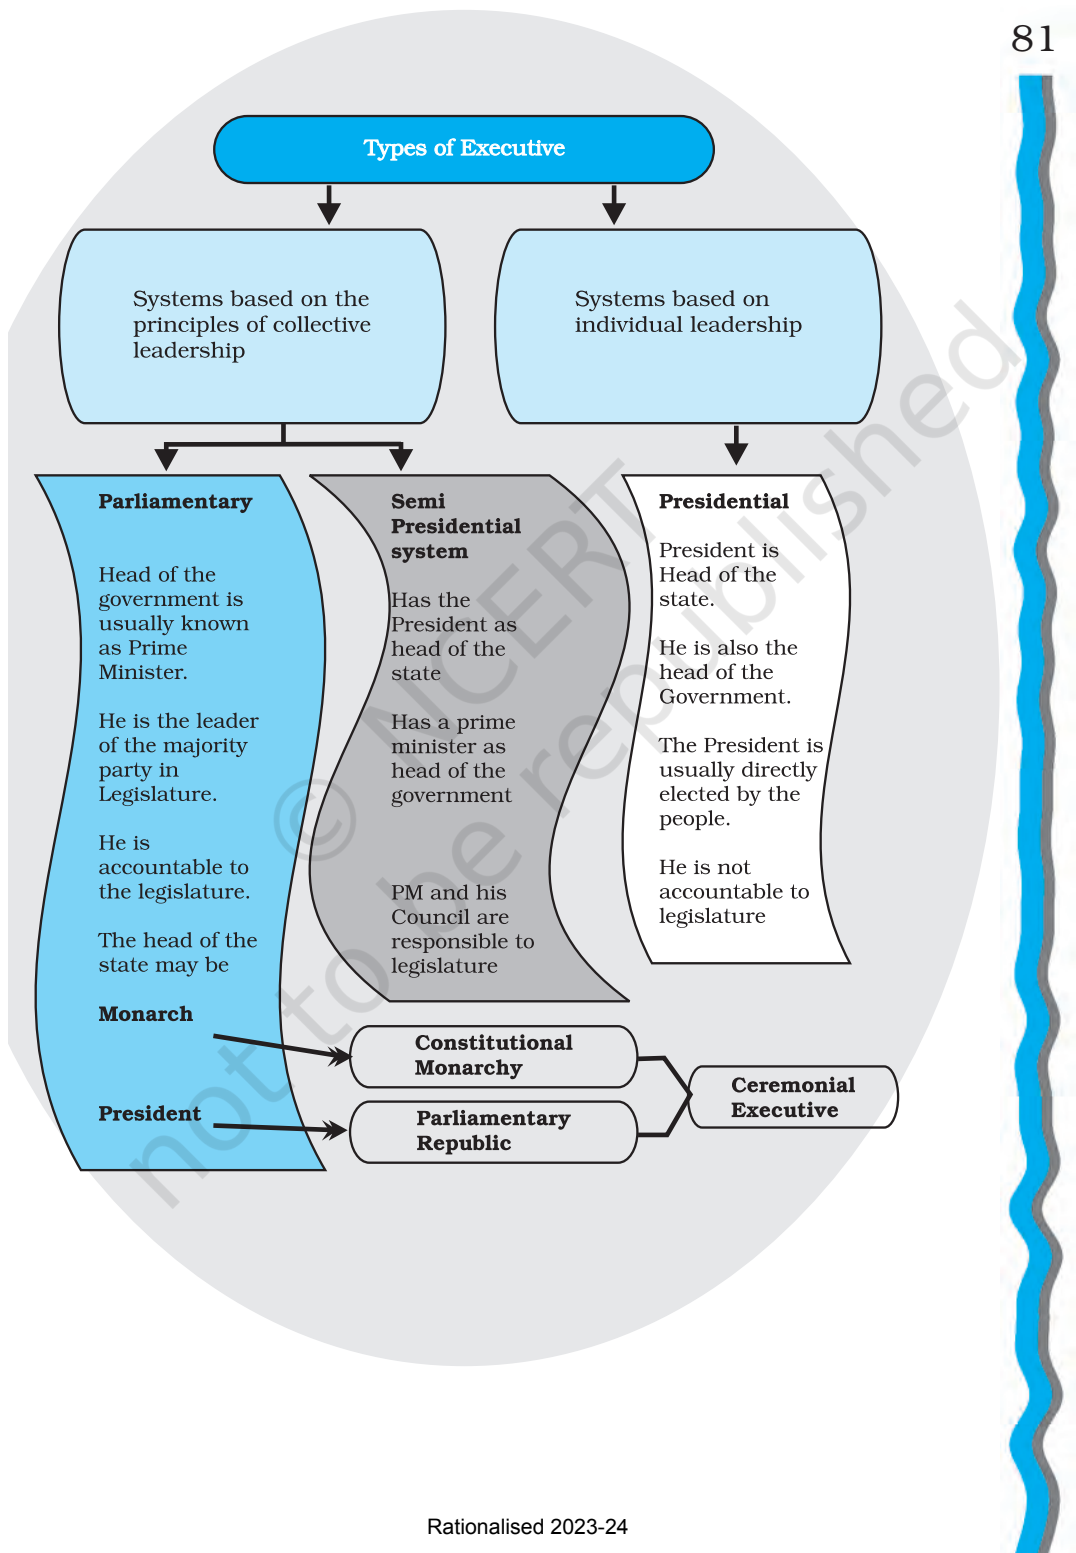 81
Types of Executive
Systems based on the
principles of collective
leadership
Systems based on
individual leadership
Parliamentary
Head of the
government is
usually known
as Prime
Minister.
He is the leader
of the majority
party in
Legislature.
He is
accountable to
the legislature.
The head of the
state may be
Monarch
President
Semi
Presidential
system
Has the
President as
head of the
state
Has a prime
minister as
head of the
government
PM and his
Council are
responsible to
legislature
Presidential
President is
Head of the
state.
He is also the
head of the
Government.
The President is
usually directly
elected by the
people.
He is not
accountable to
legislature
Constitutional
Monarchy
Parliamentary
Republic
Ceremonial
Executive
© NCERT
not to be republished
Rationalised 2023-24